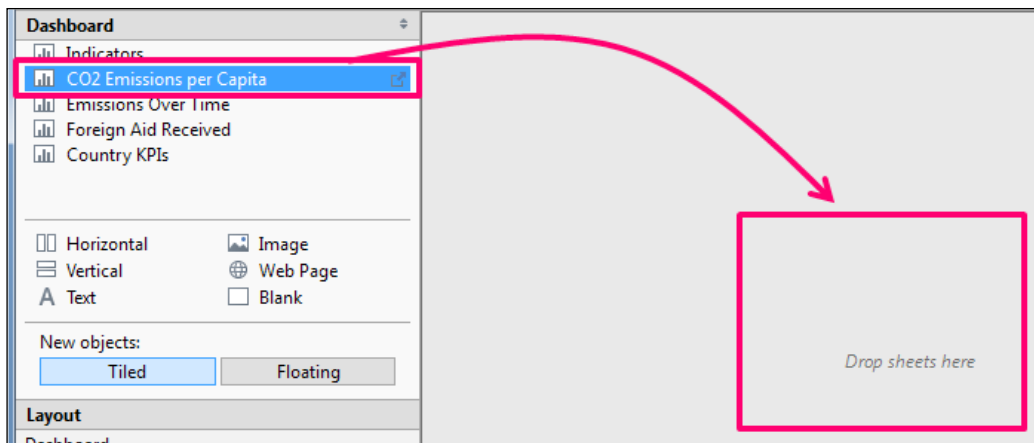 Dashboard
Indicators
CO2 Emissions per Capita
Emissions Over Time
Foreign Aid Received
Country KPIs
Horizontal
Image
Vertical
Web Page
A Text
Blank
New objects:
Tiled
Floating
Drop sheets here
Layout
Dashboard